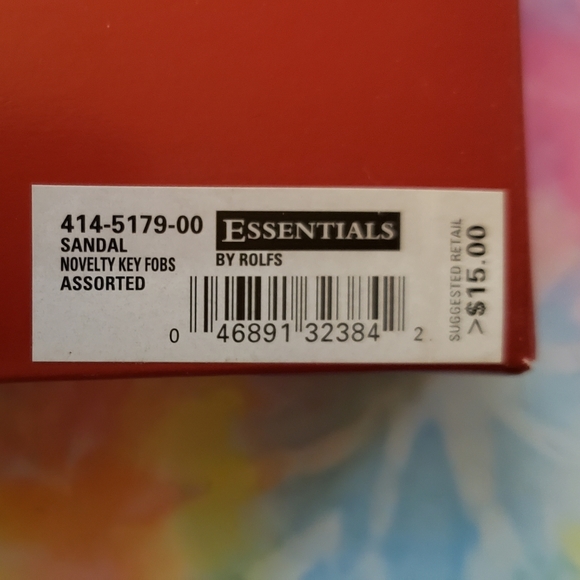 414-5179-00
SANDAL
NOVELTY KEY FOBS
ASSORTED
ESSENTIALS
BY ROLFS
0 46891 32384 2
SUGGESTED RETAIL
>$15.00